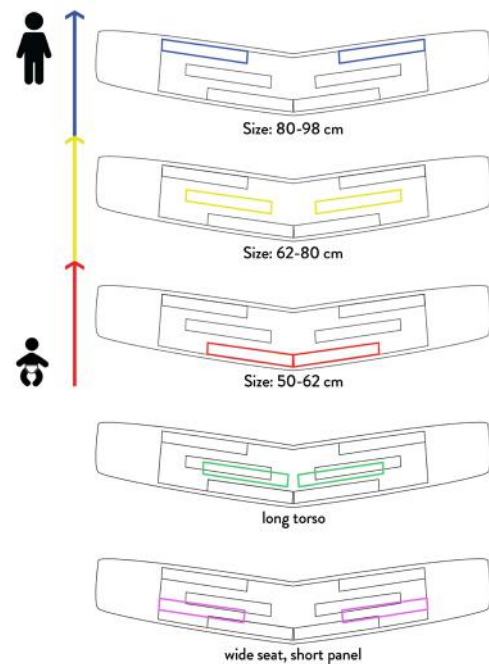 Size: 80-98 cm
Size: 62-80 cm
Size: 50-62 cm
long torso
wide seat, short panel